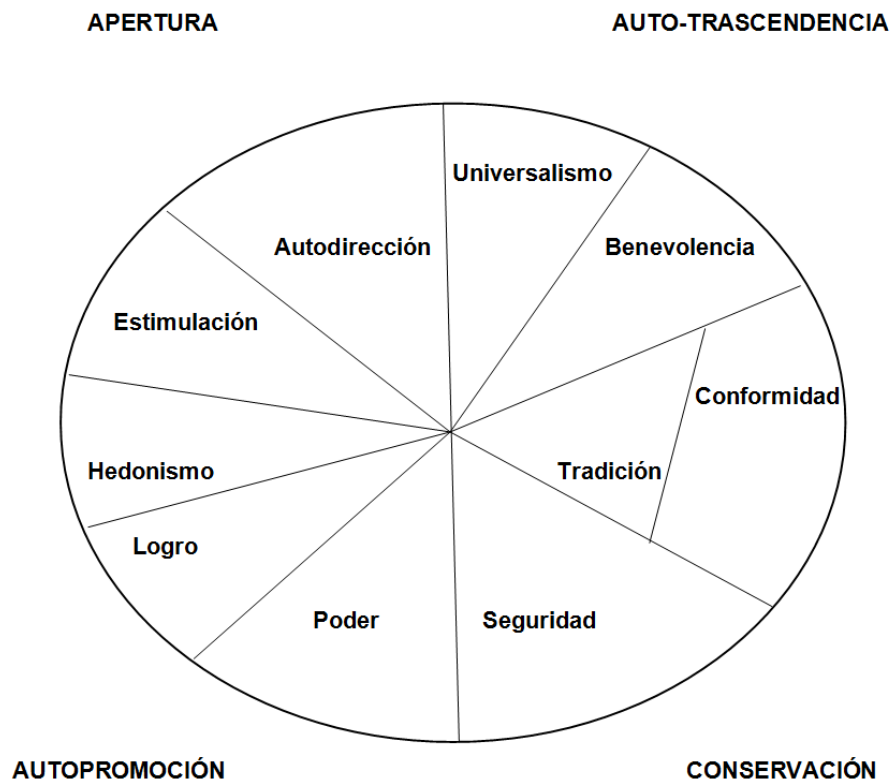 APERTURA
AUTO-TRASCENDENCIA
Universalismo
Autodirección
Benevolencia
Estimulación
Conformidad
Hedonismo
Tradición
Logro
Poder
Seguridad
AUTOPROMOCIÓN
CONSERVACIÓN